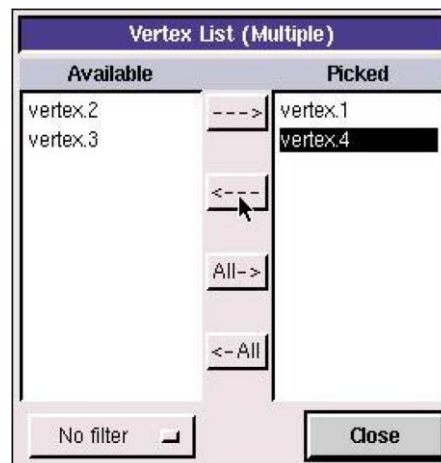 Vertex List (Multiple)
Available
Picked
vertex.2
vertex.3
--->
<---
All->
<-All
vertex.1
vertex.4
No filter
Close